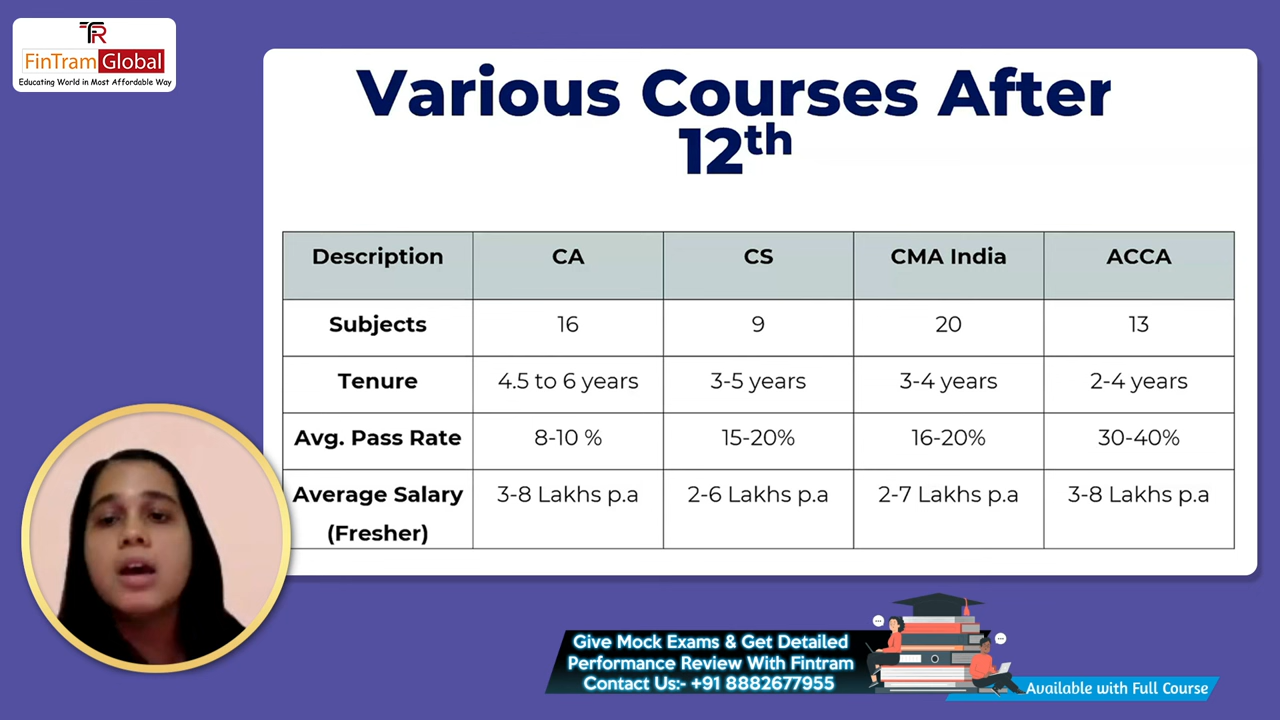 FR
FinTram Global
Educating World in Most Affordable Way
Various Courses After
12th
Description CA CS CMA India ACCA
Subjects 16 9 20 13
Tenure 4.5 to 6 years 3-5 years 3-4 years 2-4 years
Avg. Pass Rate 8-10 % 15-20% 16-20% 30-40%
Average Salary 3-8 Lakhs p.a 2-6 Lakhs p.a 2-7 Lakhs p.a 3-8 Lakhs p.a
(Fresher)
Give Mock Exams & Get Detailed
Performance Review With Fintram
Contact Us:- +91 8882677955
Available with Full Course